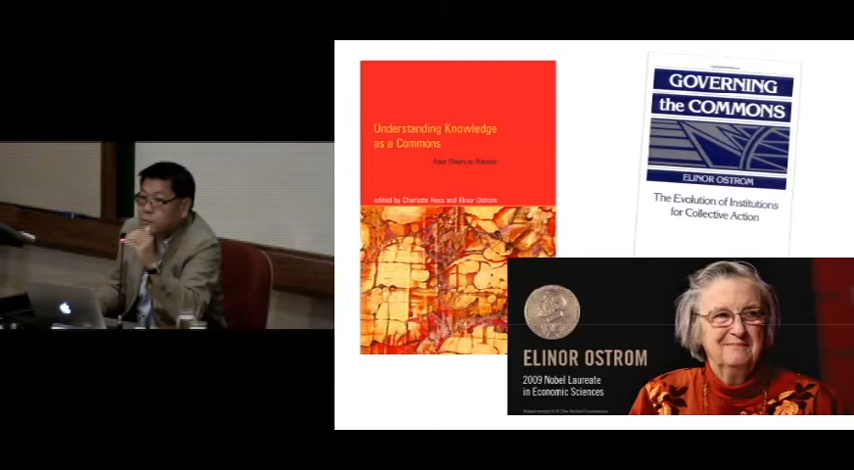 Understanding Knowledge
as a Commons
From Theory to Practice
edited by Charlotte Hess and Elinor Ostrom
GOVERNING
the COMMONS
ELINOR OSTROM
The Evolution of Institutions
for Collective Action
ELINOR OSTROM
2009 Nobel Laureate
in Economic Sciences